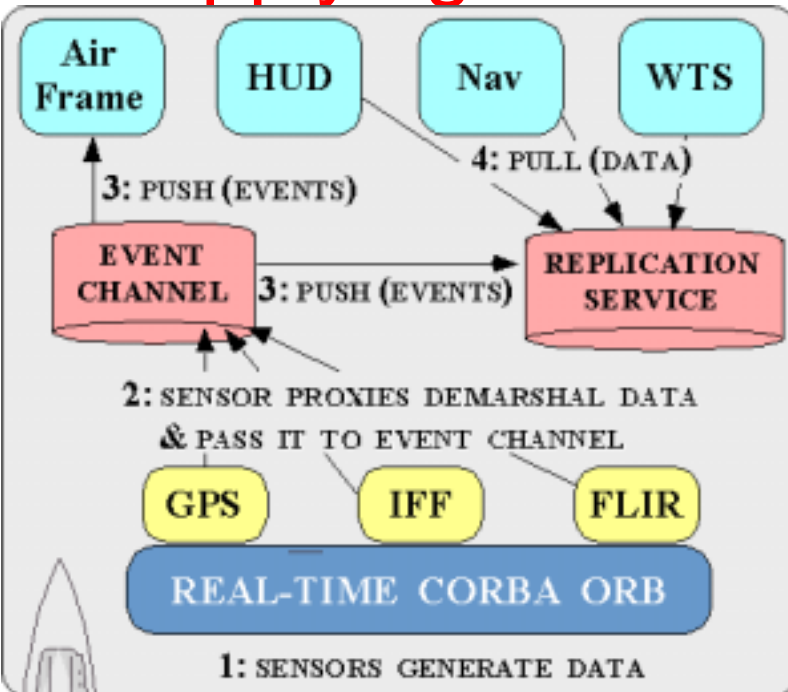 Air
Frame
HUD
Nav
WTS
4: PULL (DATA)
3: PUSH (EVENTS)
EVENT
CHANNEL
3: PUSH (EVENTS)
REPLICATION
SERVICE
2: SENSOR PROXIES DEMARSHAL DATA
& PASS IT TO EVENT CHANNEL
GPS
IFF
FLIR
REAL-TIME CORBA ORB
1: SENSORS GENERATE DATA